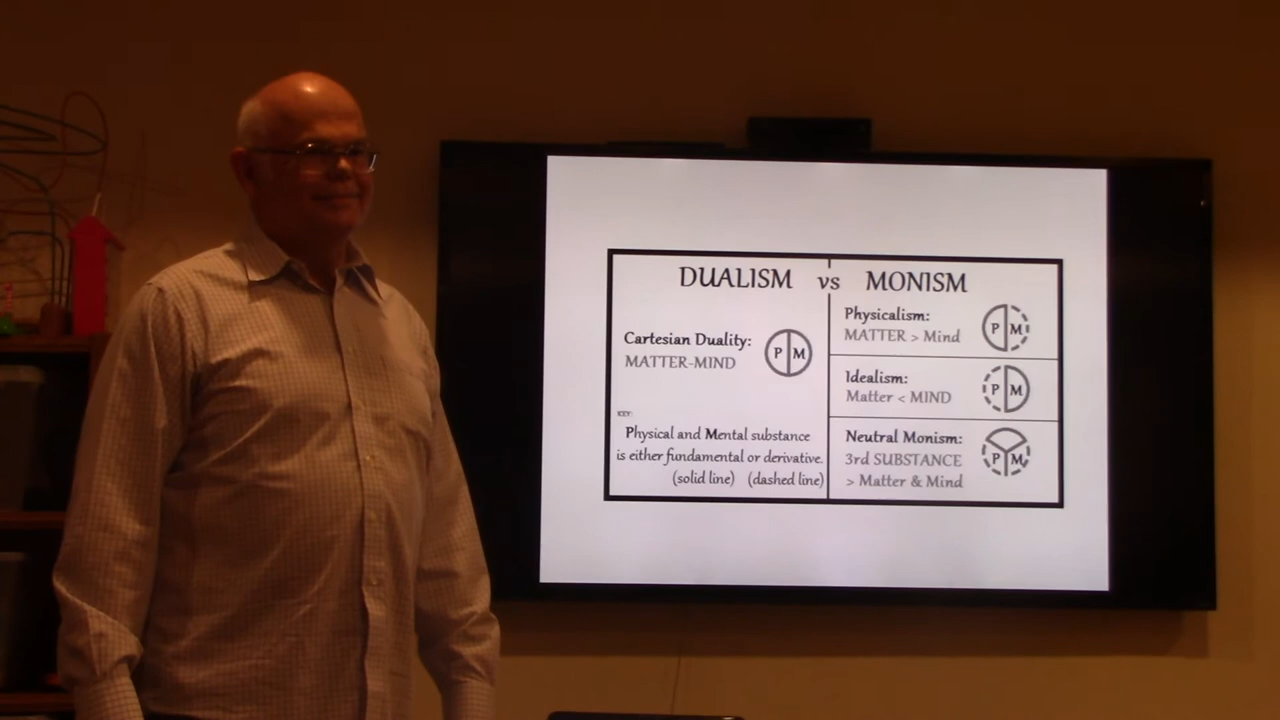 DUALISM vs MONISM
Cartesian Duality:
MATTER-MIND
P M
KEY:
Physical and Mental substance
is either fundamental or derivative.
(solid line) (dashed line)
Physicalism:
MATTER > Mind
P M
Idealism:
Matter < MIND
P M
Neutral Monism:
3rd SUBSTANCE
> Matter & Mind
P M